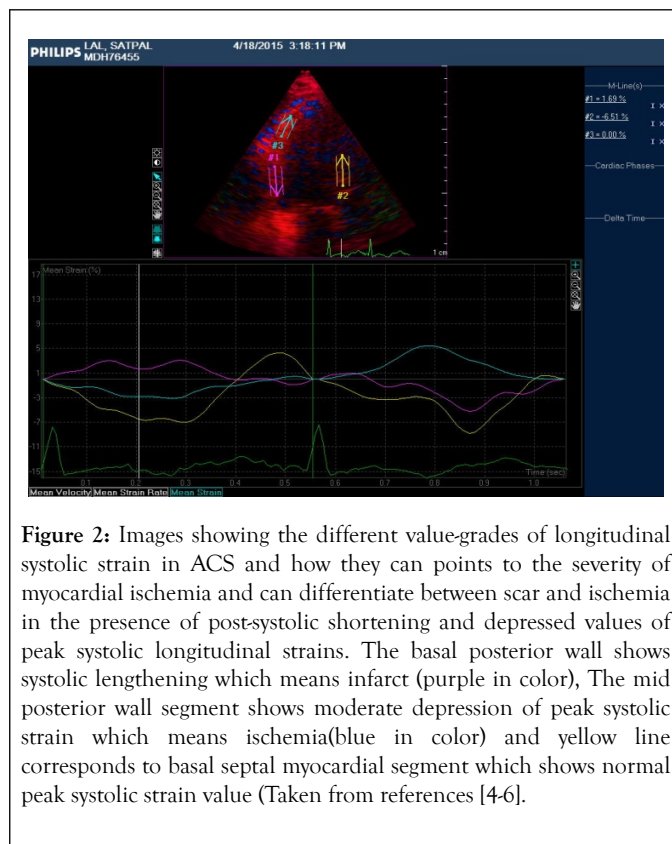 PHILIPS LAL, SATPAL 4/18/2015 3:18:11 PM
MDH76455
M-Line(s)
#1 = 1.69 %
#2 = -6.51 %
#3 = 0.00 %
I X
I X
I X
Cardiac Phases
Delta Time
#3
#1
#2
1 cm
Mean Strain (%)
17
13
9
5
1
-3
-7
-11
-15
0.1 0.2 0.3 0.4 0.5 0.6 0.7 0.8 0.9 1.0
Time (sec)
Mean Velocity Mean Strain Rate Mean Strain
Figure 2: Images showing the different value-grades of longitudinal
systolic strain in ACS and how they can points to the severity of
myocardial ischemia and can differentiate between scar and ischemia
in the presence of post-systolic shortening and depressed values of
peak systolic longitudinal strains. The basal posterior wall shows
systolic lengthening which means infarct (purple in color), The mid
posterior wall segment shows moderate depression of peak systolic
strain which means ischemia(blue in color) and yellow line
corresponds to basal septal myocardial segment which shows normal
peak systolic strain value (Taken from references [4-6].